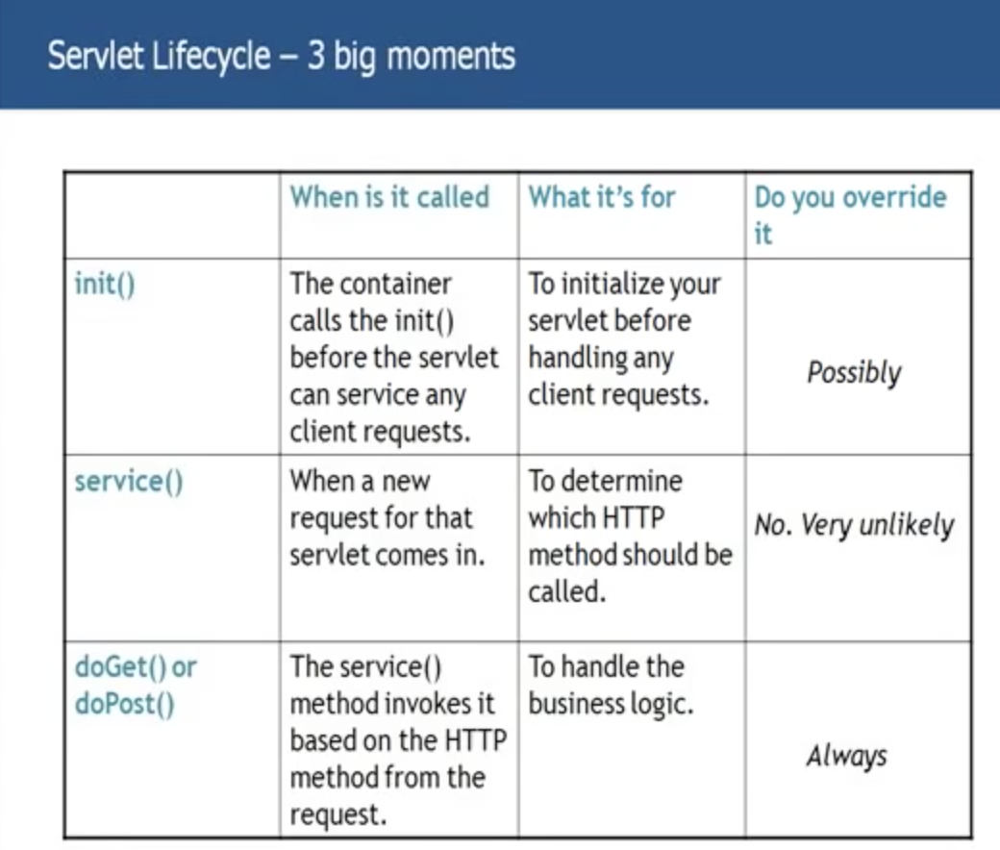 Servlet Lifecycle – 3 big moments
When is it called
What it's for
Do you override
it
init()
The container
calls the init()
before the servlet
can service any
client requests.
To initialize your
servlet before
handling any
client requests.
Possibly
service()
When a new
request for that
servlet comes in.
To determine
which HTTP
method should be
called.
No. Very unlikely
doGet() or
doPost()
The service()
method invokes it
based on the HTTP
method from the
request.
To handle the
business logic.
Always